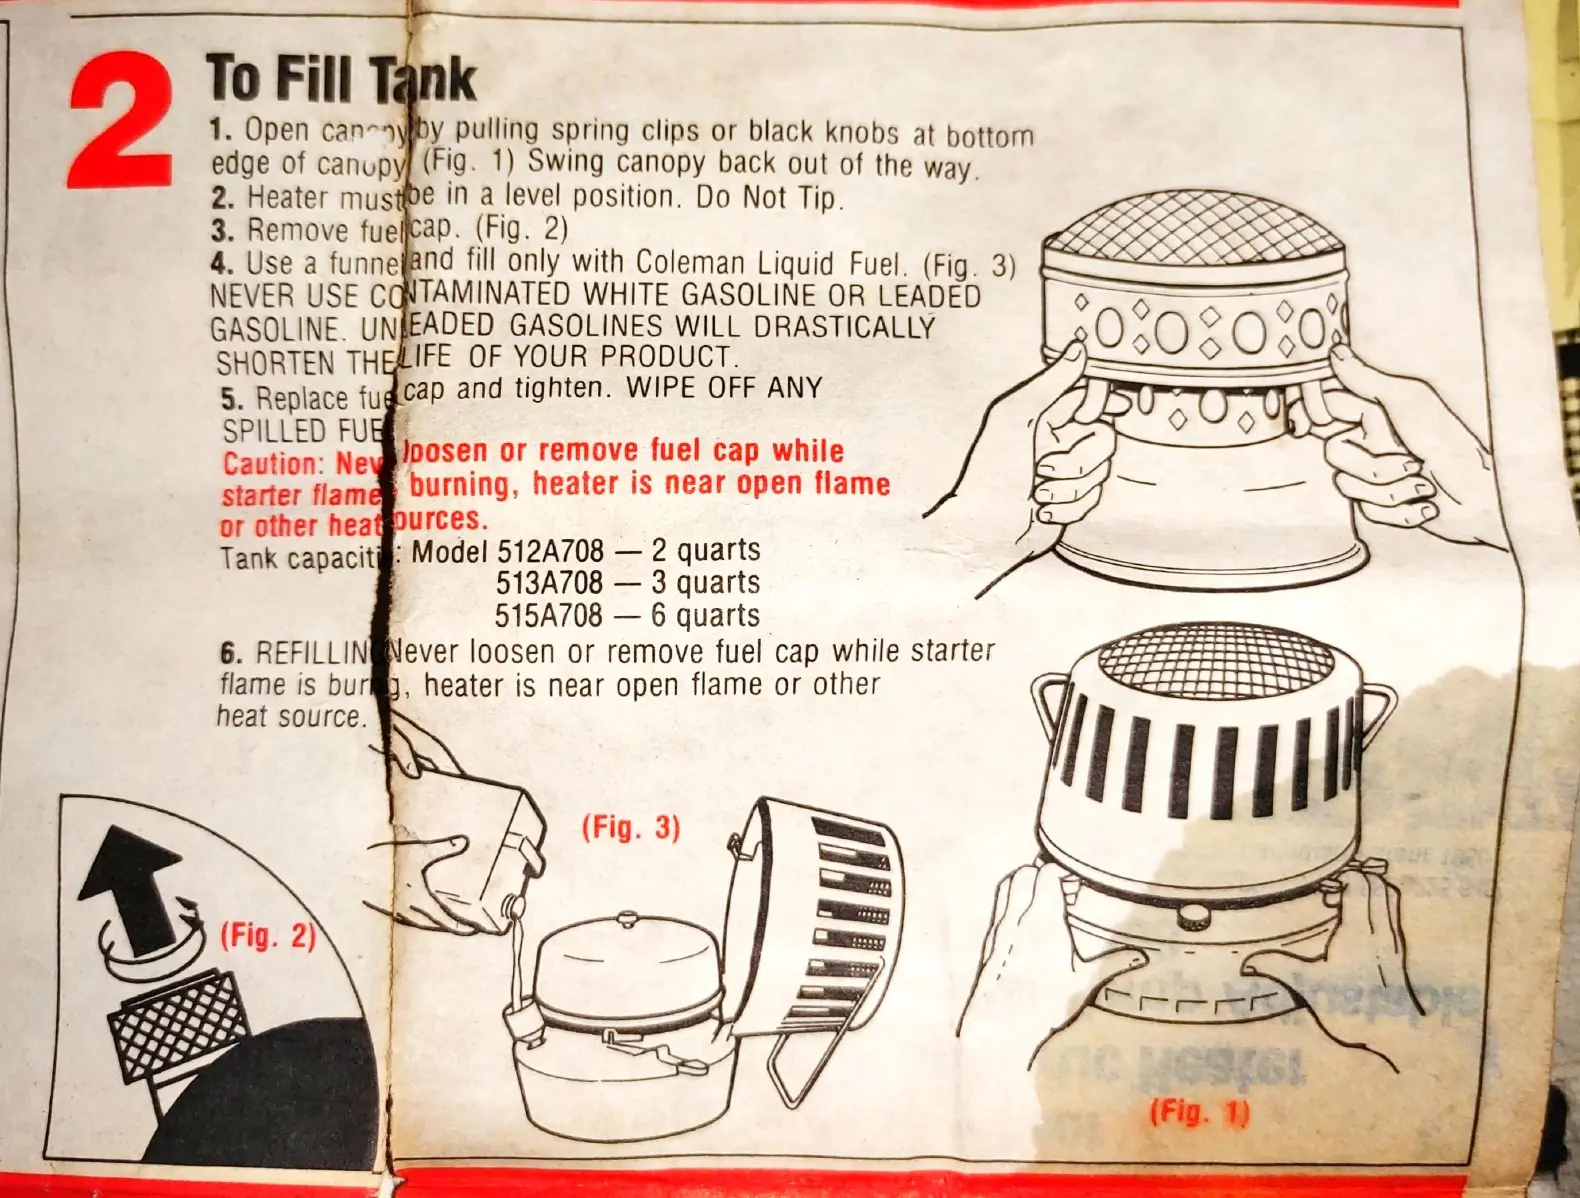 2 To Fill Tank
1. Open canopy by pulling spring clips or black knobs at bottom
edge of canopy (Fig. 1) Swing canopy back out of the way.
2. Heater must be in a level position. Do Not Tip.
3. Remove fuel cap. (Fig. 2)
4. Use a funnel and fill only with Coleman Liquid Fuel. (Fig. 3)
NEVER USE CONTAMINATED WHITE GASOLINE OR LEADED
GASOLINE. UNLEADED GASOLINES WILL DRASTICALLY
SHORTEN THE LIFE OF YOUR PRODUCT.
5. Replace fuel cap and tighten. WIPE OFF ANY
SPILLED FUE
Caution: Nev loosen or remove fuel cap while
starter flame burning, heater is near open flame
or other heat ources.
Tank capaciti : Model 512A708 — 2 quarts
513A708 — 3 quarts
515A708 — 6 quarts
6. REFILLIN Never loosen or remove fuel cap while starter
flame is burning, heater is near open flame or other
heat source.
(Fig. 3)
(Fig. 2)
(Fig. 1)